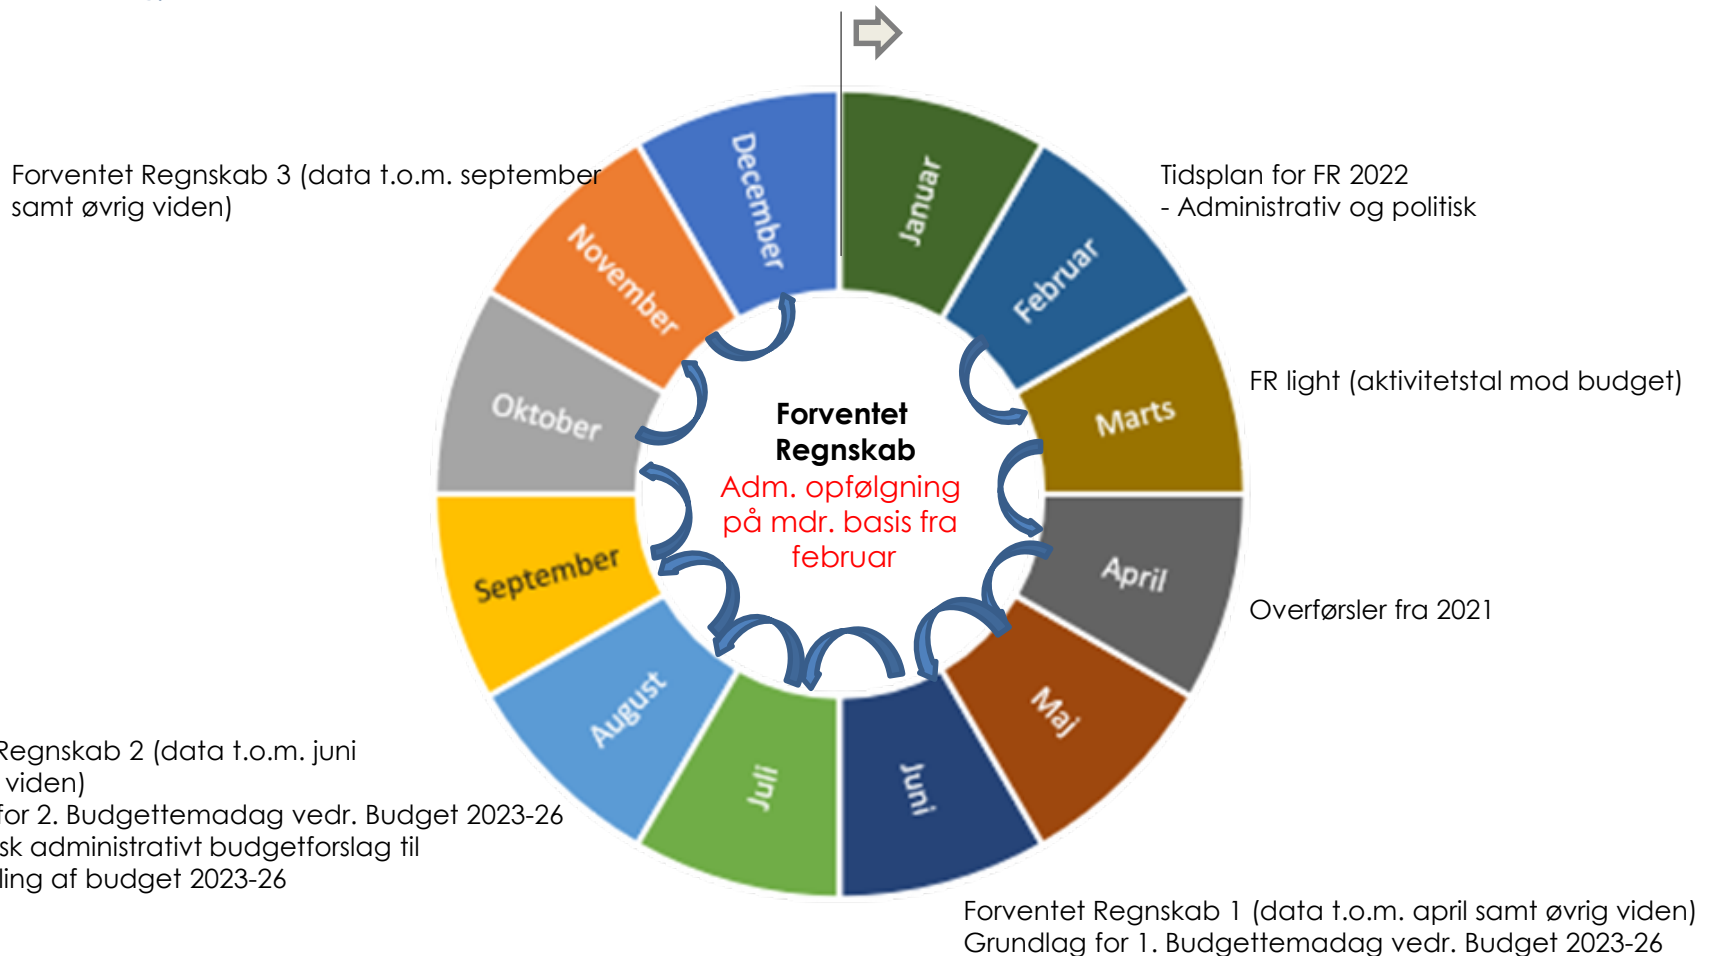 December
Januar
Forventet Regnskab 3 (data t.o.m. september
samt øvrig viden)
Tidsplan for FR 2022
- Administrativ og politisk
November
Februar
FR light (aktivitetstal mod budget)
Oktober
Marts
Forventet
Regnskab
Adm. opfølgning
på mdr. basis fra
februar
September
April
Overførsler fra 2021
August
Maj
Juli
Juni
Regnskab 2 (data t.o.m. juni
viden)
for 2. Budgettemadag vedr. Budget 2023-26
sk administrativt budgetforslag til
ling af budget 2023-26
Forventet Regnskab 1 (data t.o.m. april samt øvrig viden)
Grundlag for 1. Budgettemadag vedr. Budget 2023-26